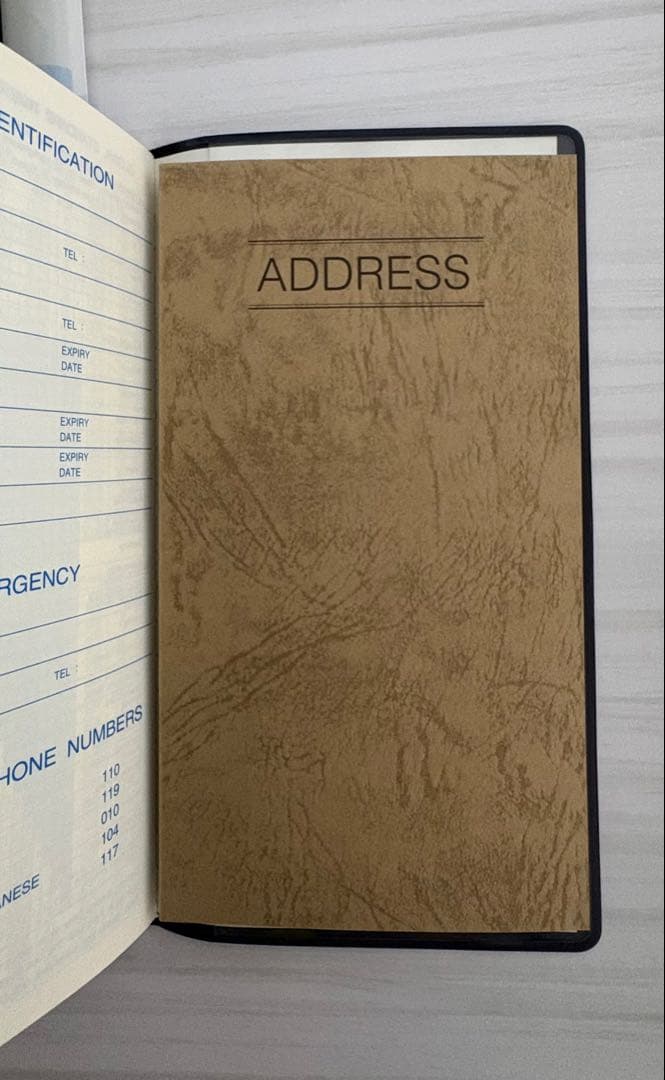 ENTIFICATION
TEL :
TEL :
EXPIRY
DATE
EXPIRY
DATE
EXPIRY
DATE
RGENCY
TEL :
HONE NUMBERS
110
119
010
104
117
ANESE
ADDRESS